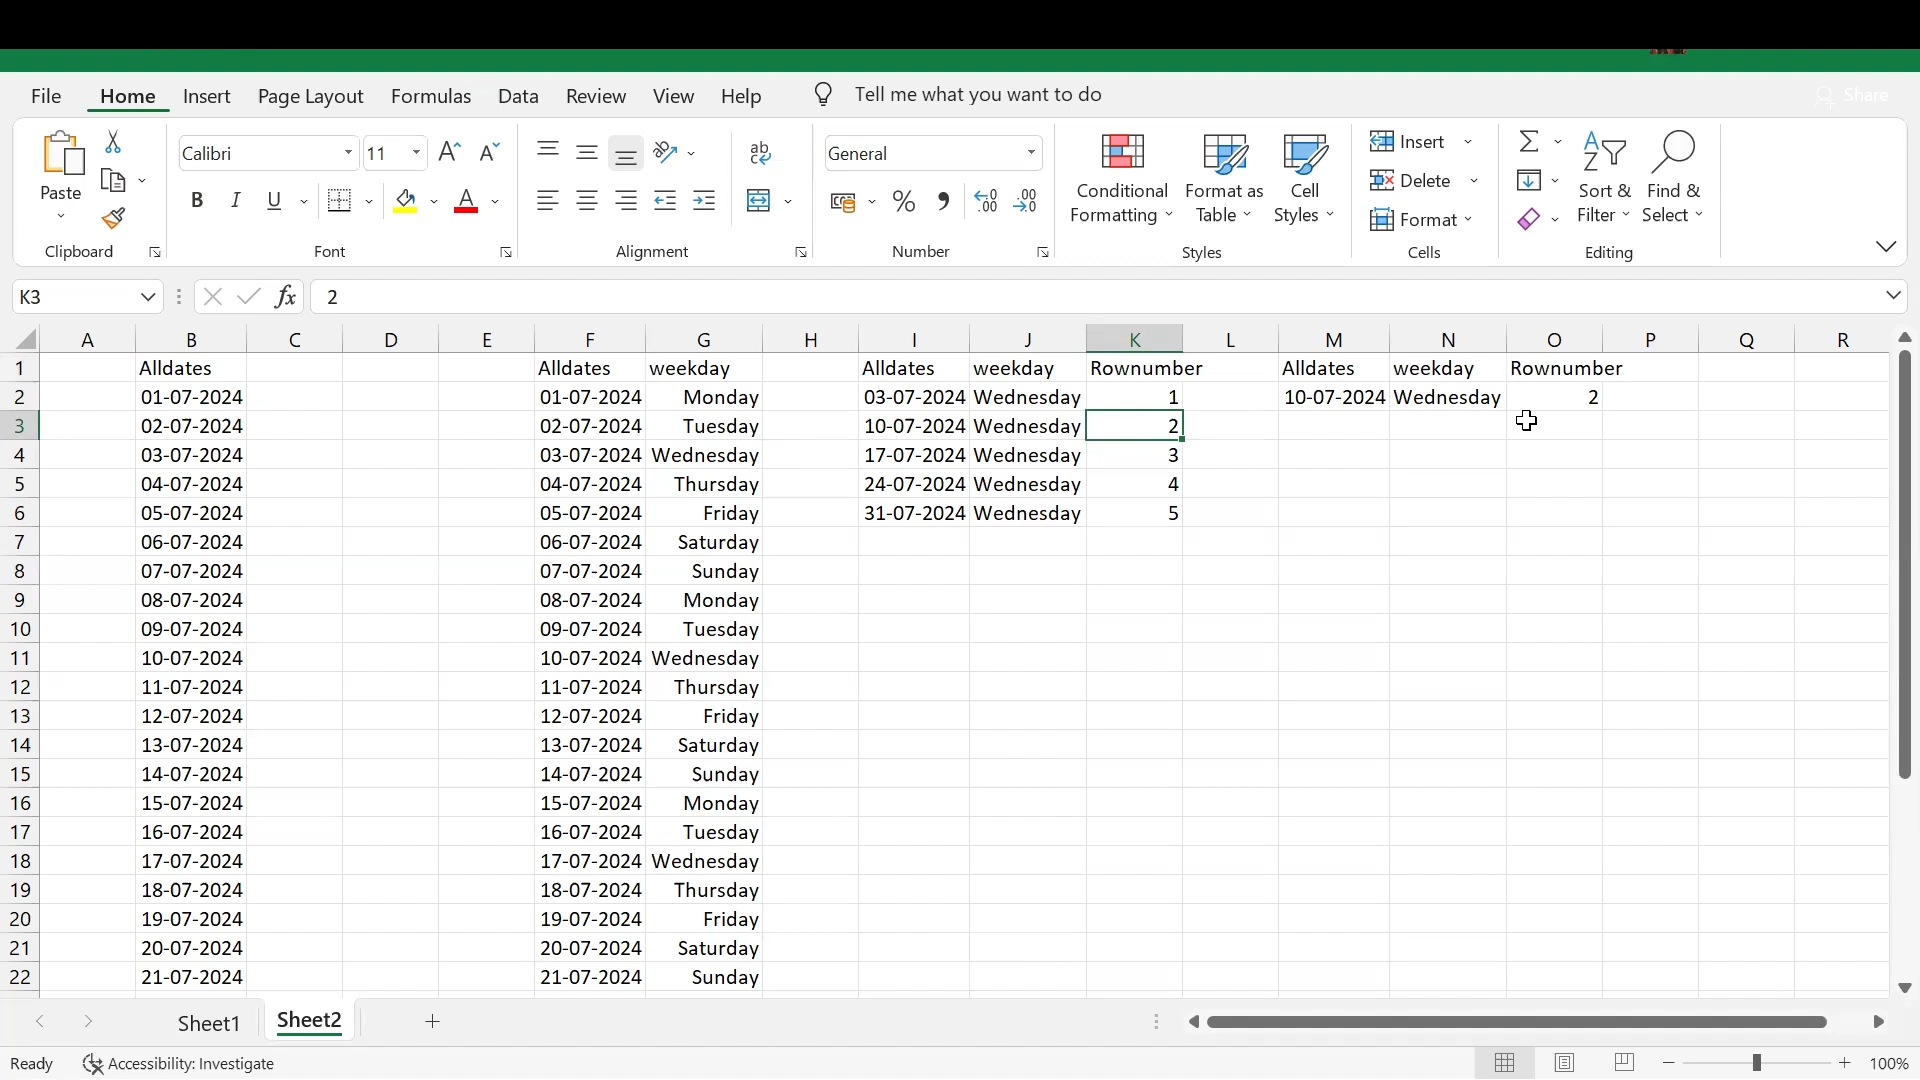 File Home Insert Page Layout Formulas Data Review View Help Tell me what you want to do Share
Paste
Clipboard
Calibri 11
B I U A
Font
ab
Alignment
General
% , .00
Number
Conditional Formatting
Format as Table
Cell Styles
Styles
Insert
Delete
Format
Cells
Sort & Filter
Find & Select
Editing
K3 fx 2
A B C D E F G H I J K L M N O P Q R
1 Alldates Alldates weekday Alldates weekday Rownumber Alldates weekday Rownumber
2 01-07-2024 01-07-2024 Monday 03-07-2024 Wednesday 1 10-07-2024 Wednesday 2
3 02-07-2024 02-07-2024 Tuesday 10-07-2024 Wednesday 2
4 03-07-2024 03-07-2024 Wednesday 17-07-2024 Wednesday 3
5 04-07-2024 04-07-2024 Thursday 24-07-2024 Wednesday 4
6 05-07-2024 05-07-2024 Friday 31-07-2024 Wednesday 5
7 06-07-2024 06-07-2024 Saturday
8 07-07-2024 07-07-2024 Sunday
9 08-07-2024 08-07-2024 Monday
10 09-07-2024 09-07-2024 Tuesday
11 10-07-2024 10-07-2024 Wednesday
12 11-07-2024 11-07-2024 Thursday
13 12-07-2024 12-07-2024 Friday
14 13-07-2024 13-07-2024 Saturday
15 14-07-2024 14-07-2024 Sunday
16 15-07-2024 15-07-2024 Monday
17 16-07-2024 16-07-2024 Tuesday
18 17-07-2024 17-07-2024 Wednesday
19 18-07-2024 18-07-2024 Thursday
20 19-07-2024 19-07-2024 Friday
21 20-07-2024 20-07-2024 Saturday
22 21-07-2024 21-07-2024 Sunday
Sheet1 Sheet2
Ready Accessibility: Investigate 100%